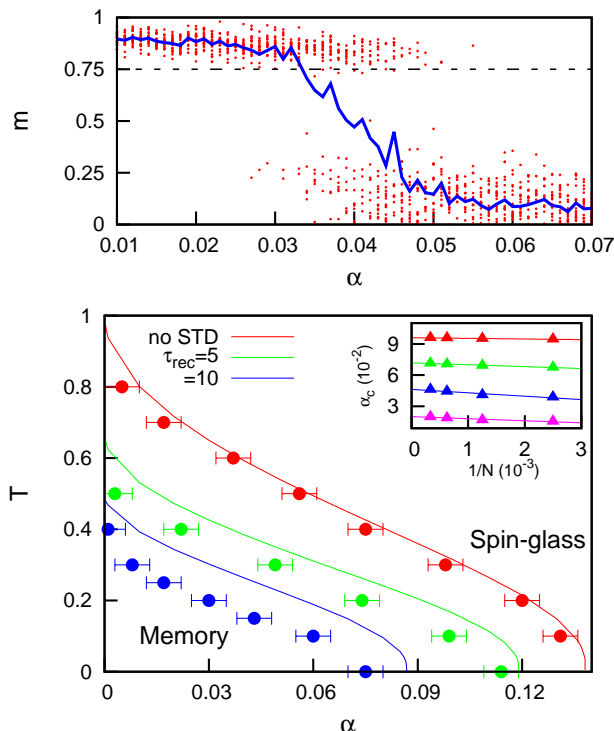 1
0.75
m
0.5
0.25
0
0.01 0.02 0.03 0.04 0.05 0.06 0.07
α
1
no STD
τrec=5
=10
0.8
0.6
T
0.4
0.2
0
αc (10-2)
9
6
3
0 1 2 3
1/N (10-3)
Spin-glass
Memory
0 0.03 0.06 0.09 0.12
α